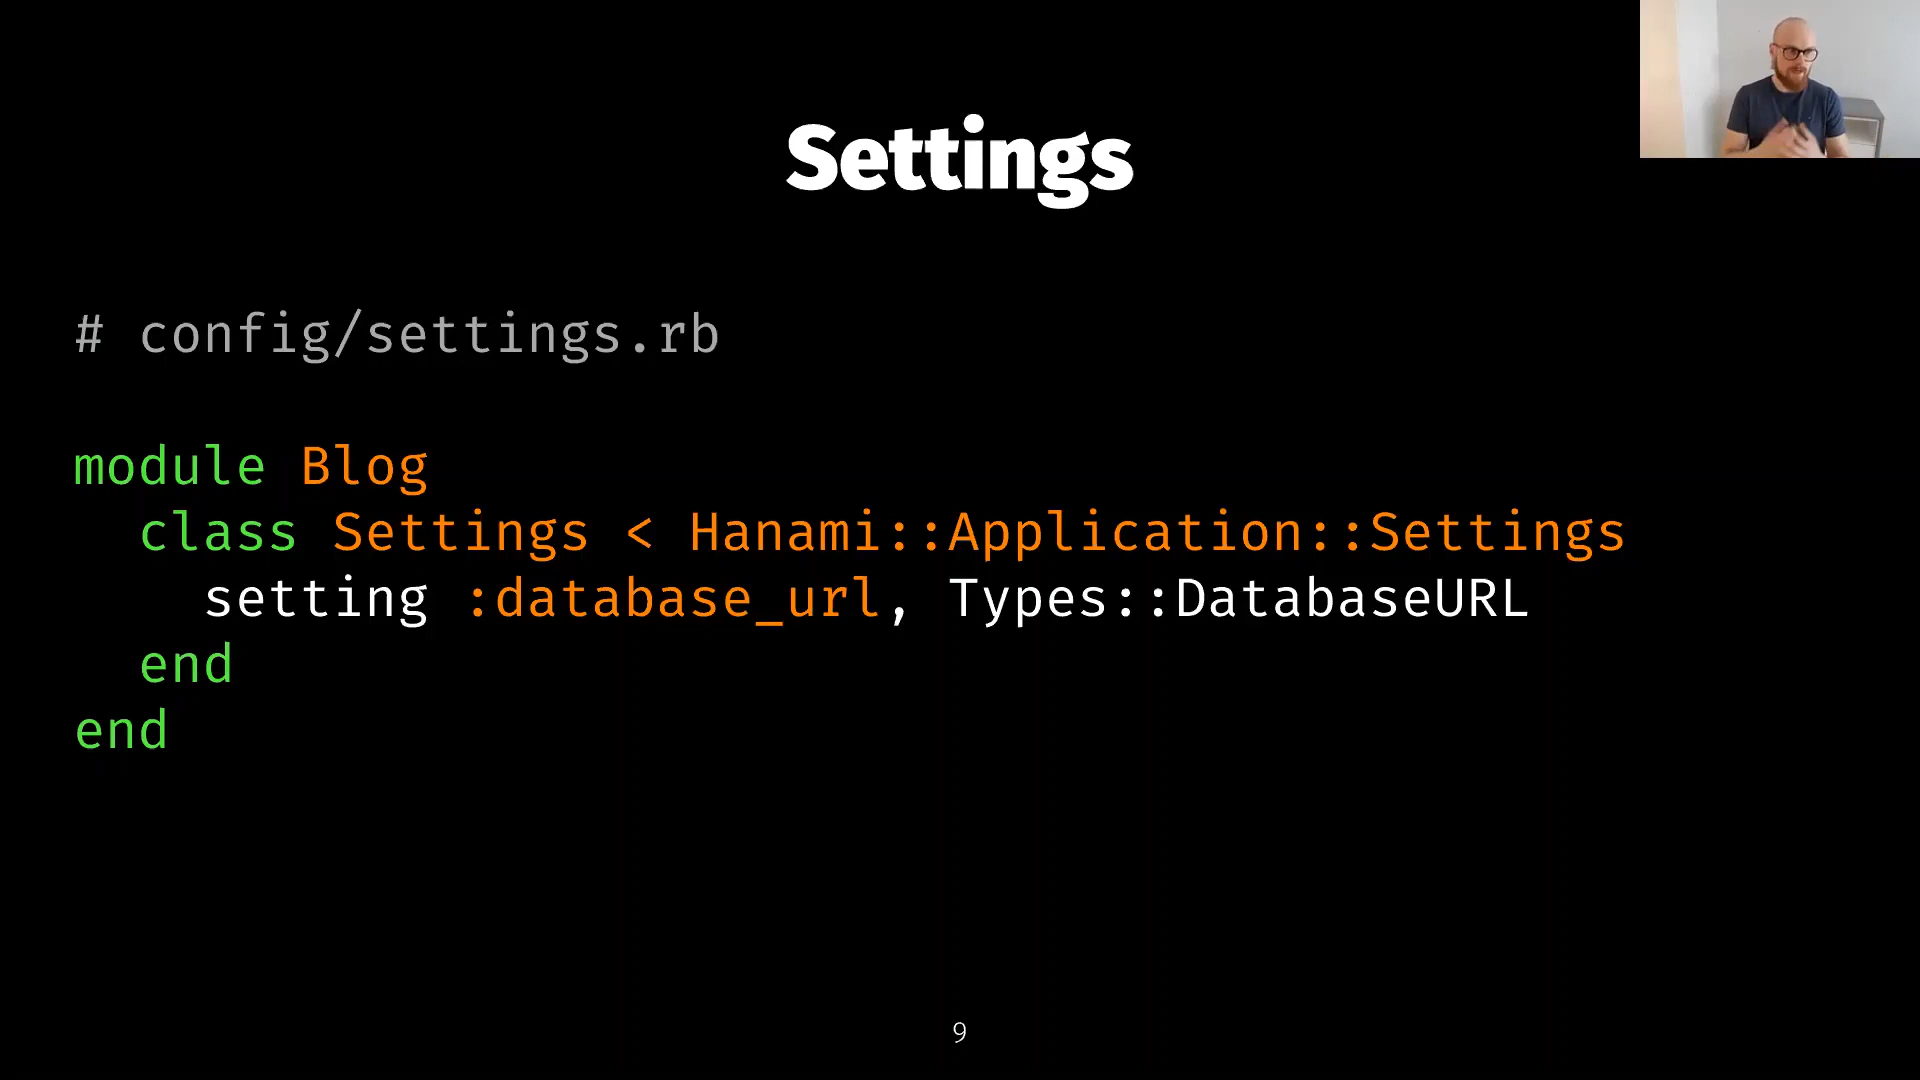 Settings
# config/settings.rb
module Blog
  class Settings < Hanami::Application::Settings
    setting :database_url, Types::DatabaseURL
  end
end
9